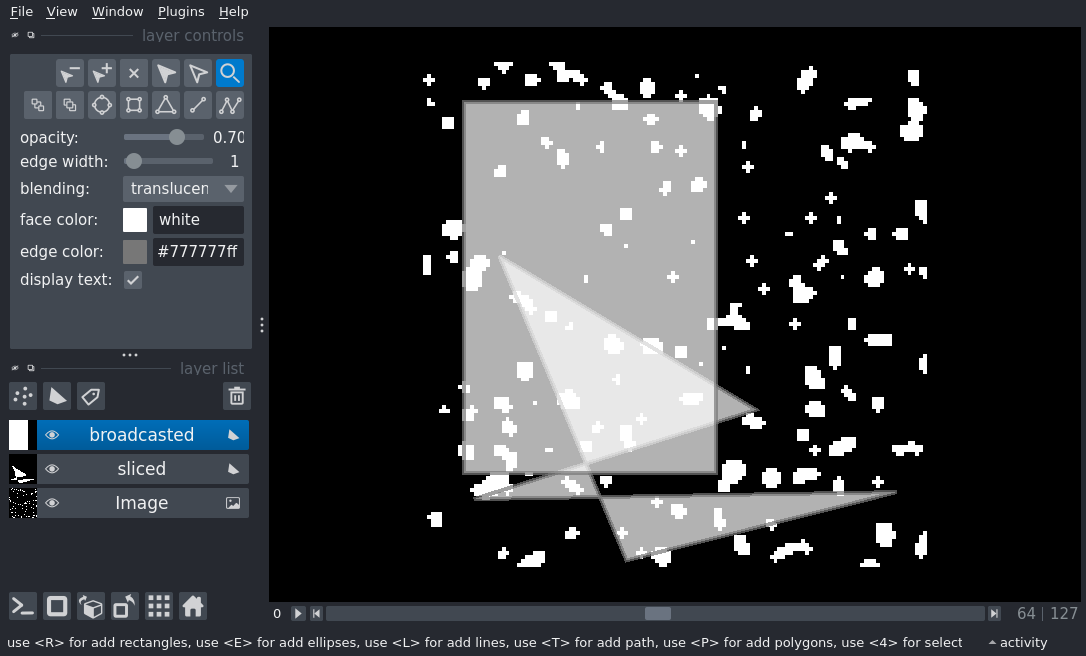 File View Window Plugins Help
layer controls
opacity: 0.70
edge width: 1
blending: translucen
face color: white
edge color: #777777ff
display text:
layer list
broadcasted
sliced
Image
0 64 127
use <R> for add rectangles, use <E> for add ellipses, use <L> for add lines, use <T> for add path, use <P> for add polygons, use <4> for select activity